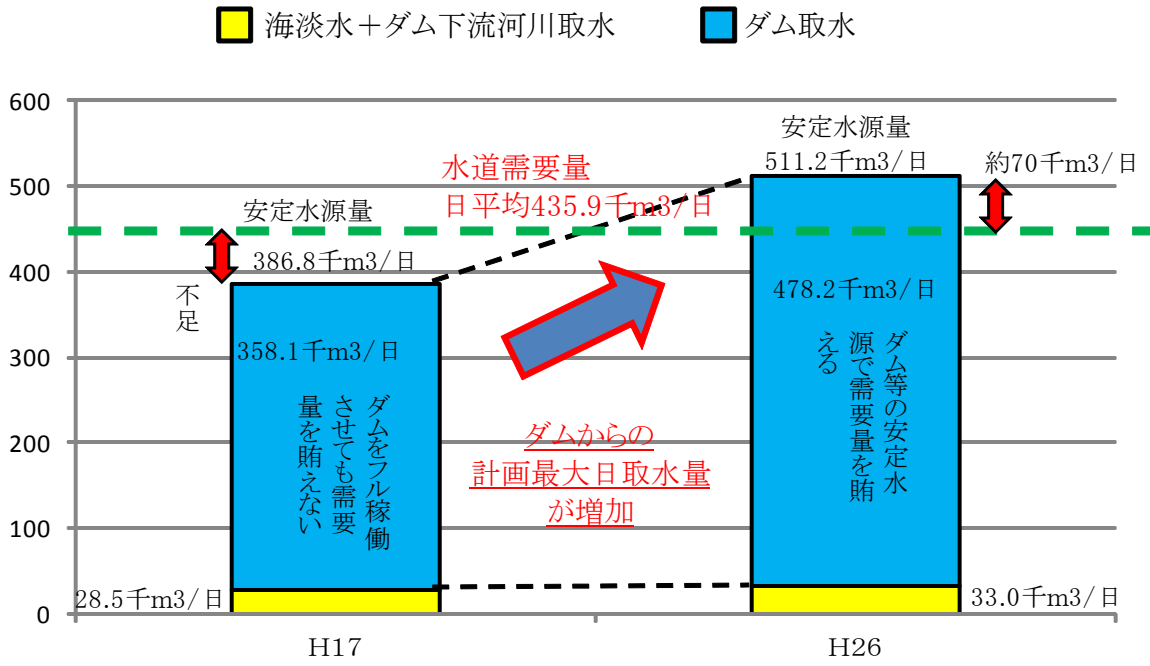 海淡水＋ダム下流河川取水
ダム取水
600
500
400
300
200
100
0
安定水源量
386.8千m3/日
不足
358.1千m3/日
ダムをフル稼働
させても需要
量を賄えない
28.5千m3/日
H17
水道需要量
日平均435.9千m3/日
ダムからの
計画最大日取水量
が増加
安定水源量
511.2千m3/日
約70千m3/日
478.2千m3/日
ダム等の安定水
源で需要量を賄
える
33.0千m3/日
H26